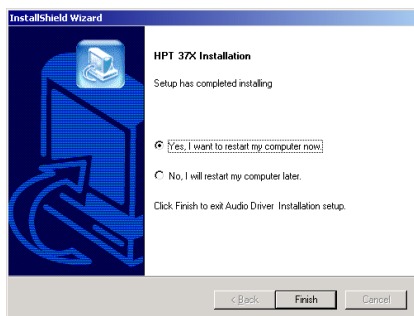 InstallShield Wizard
HPT 37X Installation
Setup has completed installing
Yes, I want to restart my computer now.
No, I will restart my computer later.
Click Finish to exit Audio Driver Installation setup.
< Back
Finish
Cancel